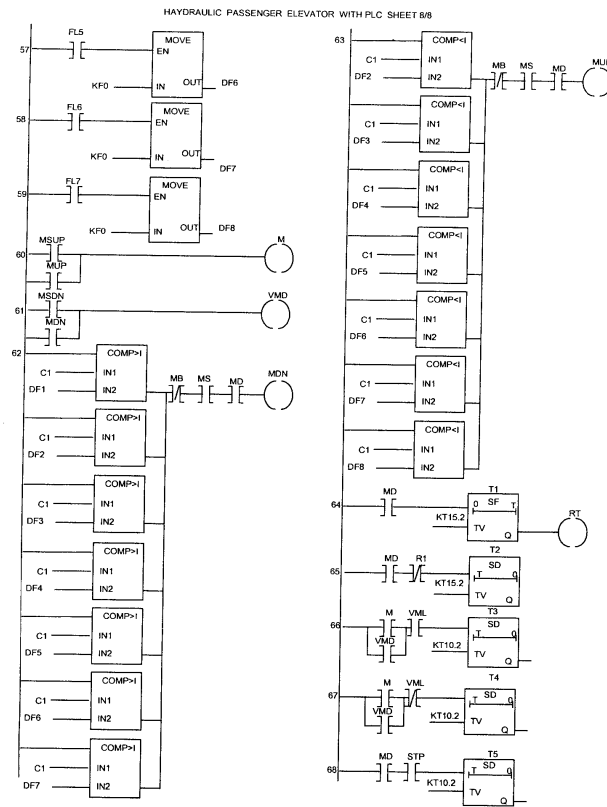 HAYDRAULIC PASSENGER ELEVATOR WITH PLC SHEET 8/8
57
FL5
MOVE
EN
KF0
IN
OUT
DF6
58
FL6
MOVE
EN
KF0
IN
OUT
DF7
59
FL7
MOVE
EN
KF0
IN
OUT
DF8
60
MSUP
M
MUP
61
MSDN
VMD
MDN
62
COMP>I
C1
IN1
DF1
IN2
MB
MS
MD
MDN
COMP>I
C1
IN1
DF2
IN2
COMP>I
C1
IN1
DF3
IN2
COMP>I
C1
IN1
DF4
IN2
COMP>I
C1
IN1
DF5
IN2
COMP>I
C1
IN1
DF6
IN2
COMP>I
C1
IN1
DF7
IN2
63
COMP<I
C1
IN1
DF2
IN2
MB
MS
MD
COMP<I
C1
IN1
DF3
IN2
COMP<I
C1
IN1
DF4
IN2
COMP<I
C1
IN1
DF5
IN2
COMP<I
C1
IN1
DF6
IN2
COMP<I
C1
IN1
DF7
IN2
COMP<I
C1
IN1
DF8
IN2
64
MD
T1
0 SF T
KT15.2
TV
Q
RT
65
MD
R1
T2
SD
T 0
KT15.2
TV
Q
66
M
VML
VMD
T3
SD
T 0
KT10.2
TV
Q
67
M
VML
VMD
T4
SD
T 0
KT10.2
TV
Q
68
MD
STP
T5
SD
T 0
KT10.2
TV
Q